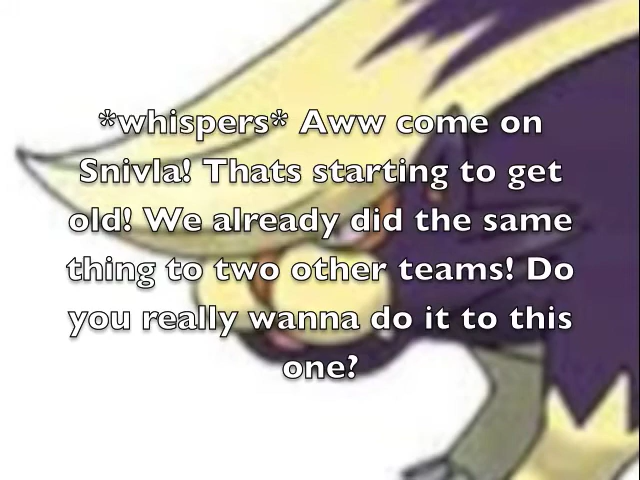 *whispers* Aww come on
Snivla! Thats starting to get
old! We already did the same
thing to two other teams! Do
you really wanna do it to this
one?